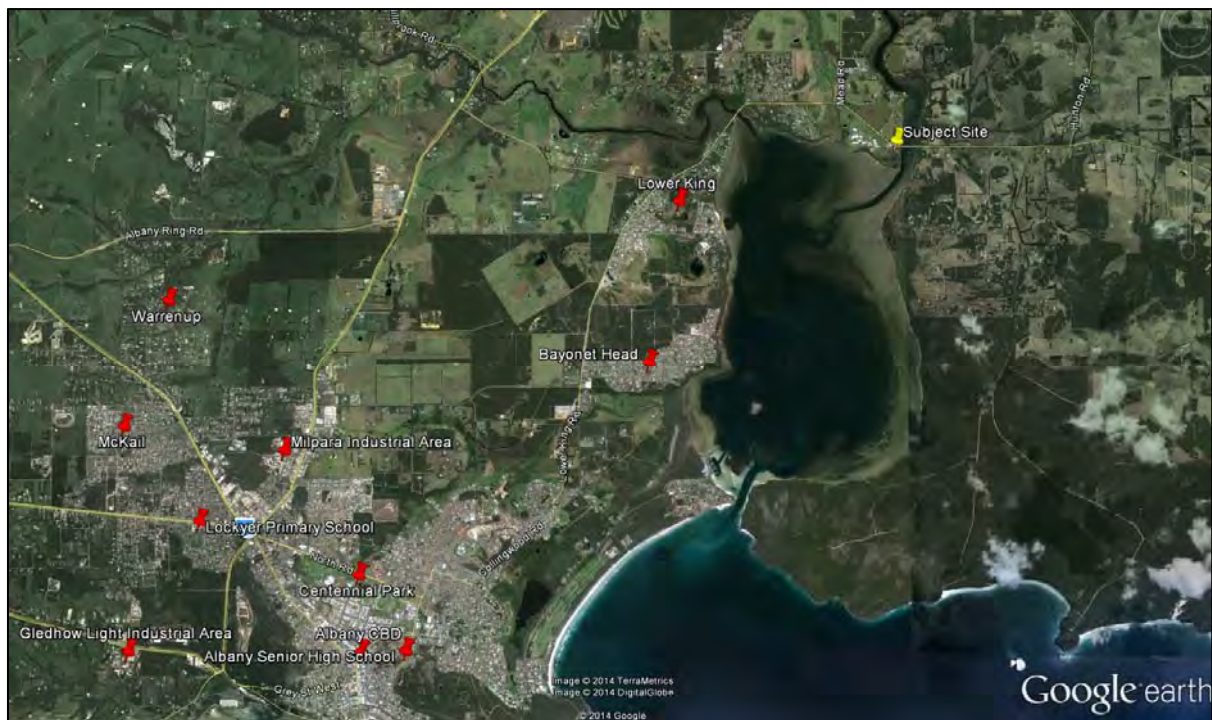 Mead Rd
Hunton Rd
Subject Site
Lower King
Albany Ring Rd
Warrenup
Bayonet Head
McKail
Milpara Industrial Area
Lower King Rd
Lockyer Primary School
Collingwood Rd
North Rd
Centennial Park
Gledhow Light Industrial Area
Albany CBD
Albany Senior High School
Grey St West
Image © 2014 TerraMetrics
Image © 2014 DigitalGlobe
© 2014 Google
Google earth